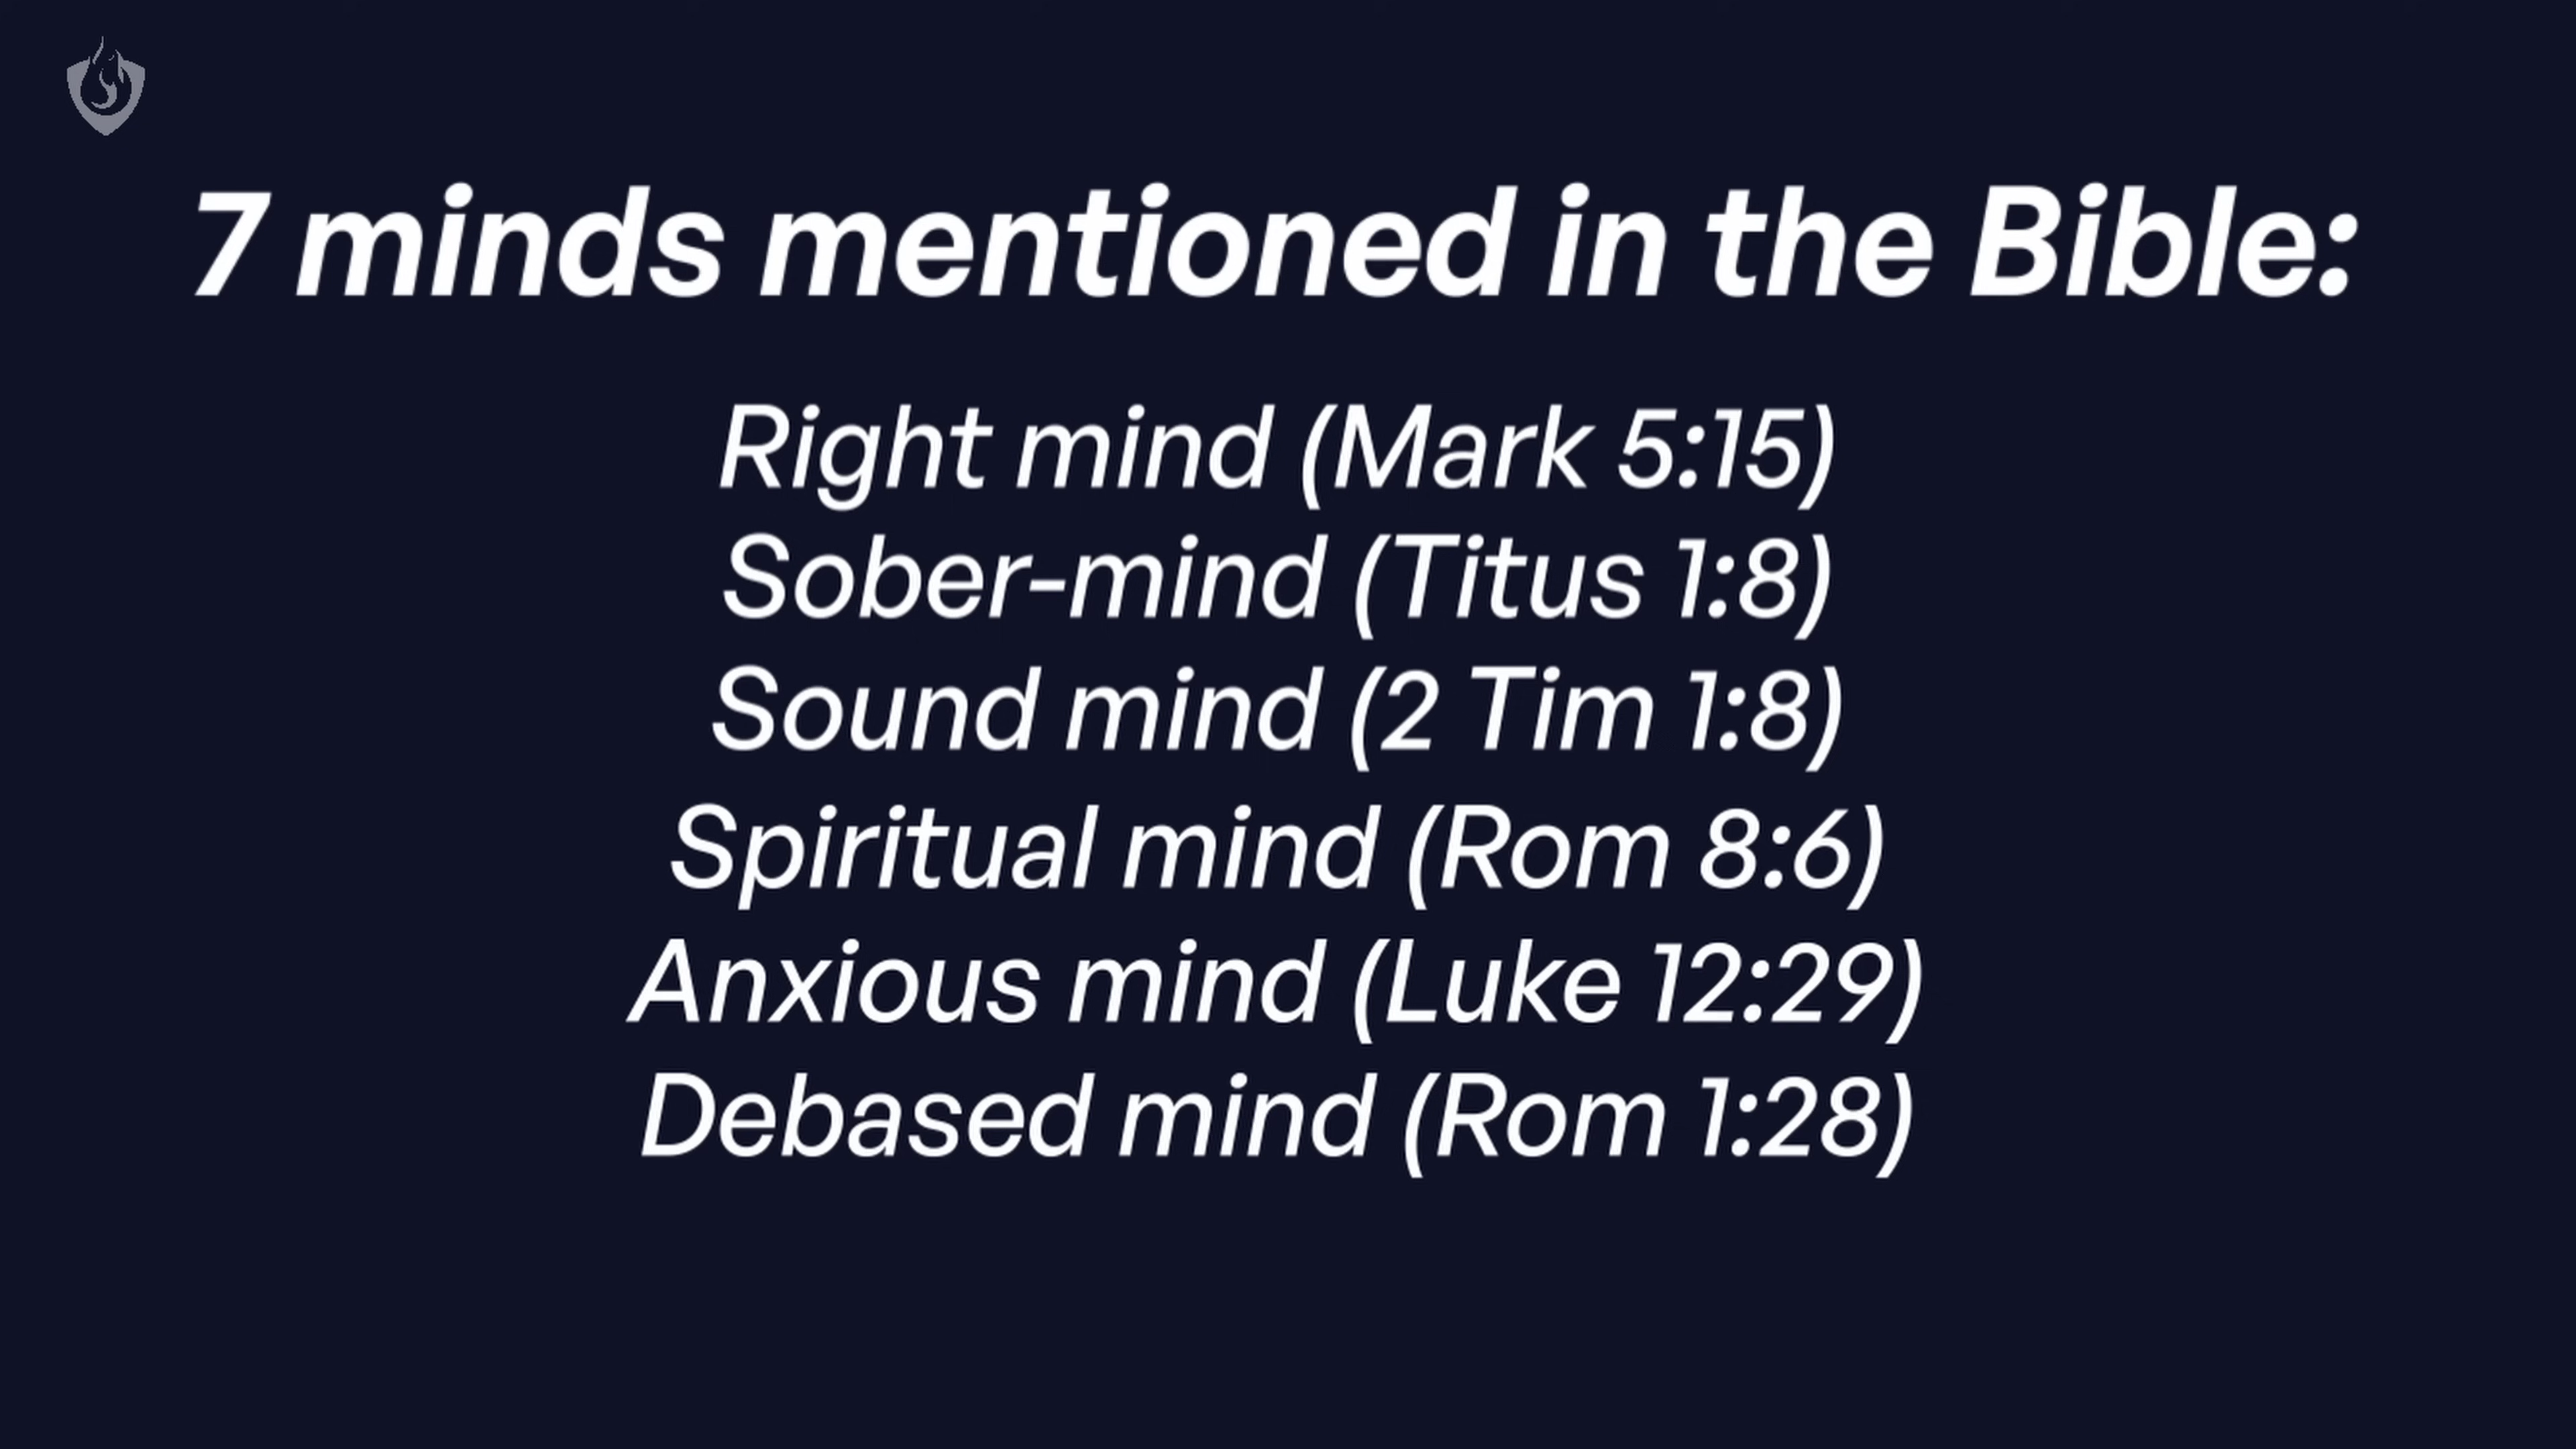 7 minds mentioned in the Bible:
Right mind (Mark 5:15)
Sober-mind (Titus 1:8)
Sound mind (2 Tim 1:8)
Spiritual mind (Rom 8:6)
Anxious mind (Luke 12:29)
Debased mind (Rom 1:28)